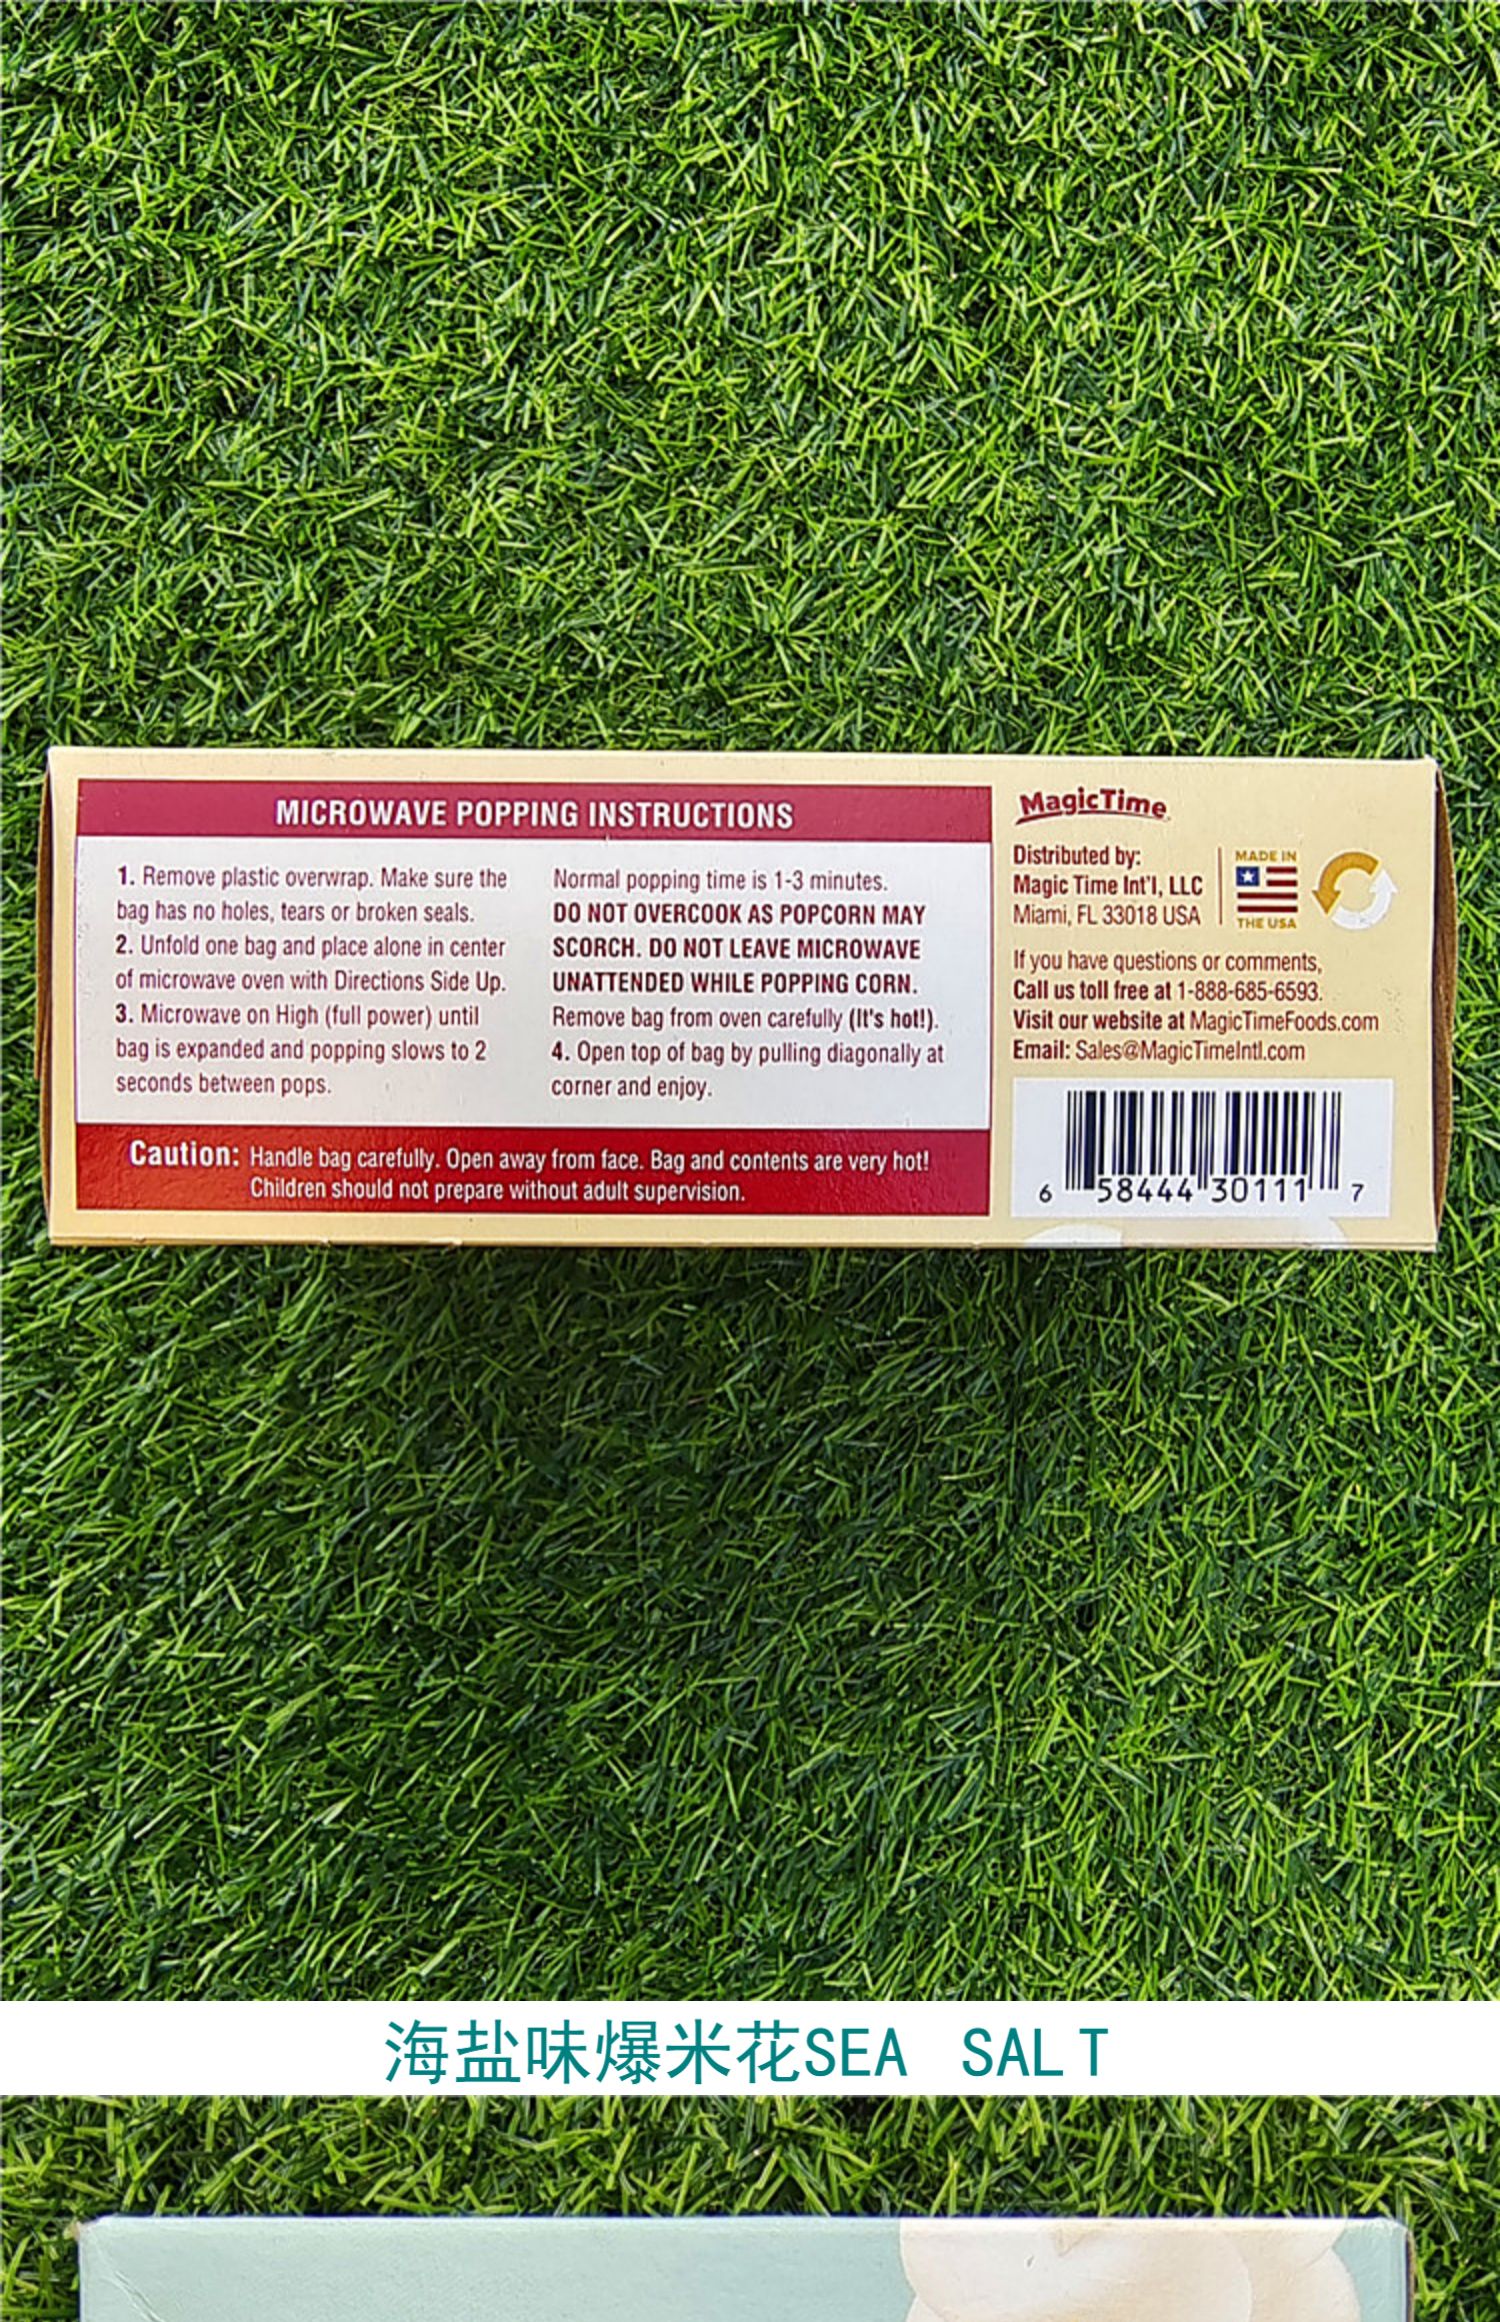 MICROWAVE POPPING INSTRUCTIONS
1. Remove plastic overwrap. Make sure the
bag has no holes, tears or broken seals.
2. Unfold one bag and place alone in center
of microwave oven with Directions Side Up.
3. Microwave on High (full power) until
bag is expanded and popping slows to 2
seconds between pops.
Normal popping time is 1-3 minutes.
DO NOT OVERCOOK AS POPCORN MAY
SCORCH. DO NOT LEAVE MICROWAVE
UNATTENDED WHILE POPPING CORN.
Remove bag from oven carefully (It's hot!).
4. Open top of bag by pulling diagonally at
corner and enjoy.
Caution: Handle bag carefully. Open away from face. Bag and contents are very hot!
Children should not prepare without adult supervision.
MagicTime
Distributed by:
Magic Time Int'l, LLC
Miami, FL 33018 USA
MADE IN
THE USA
If you have questions or comments,
Call us toll free at 1-888-685-6593.
Visit our website at MagicTimeFoods.com
Email: Sales@MagicTimeIntl.com
6 58444 30111 7
海盐味爆米花SEA SALT